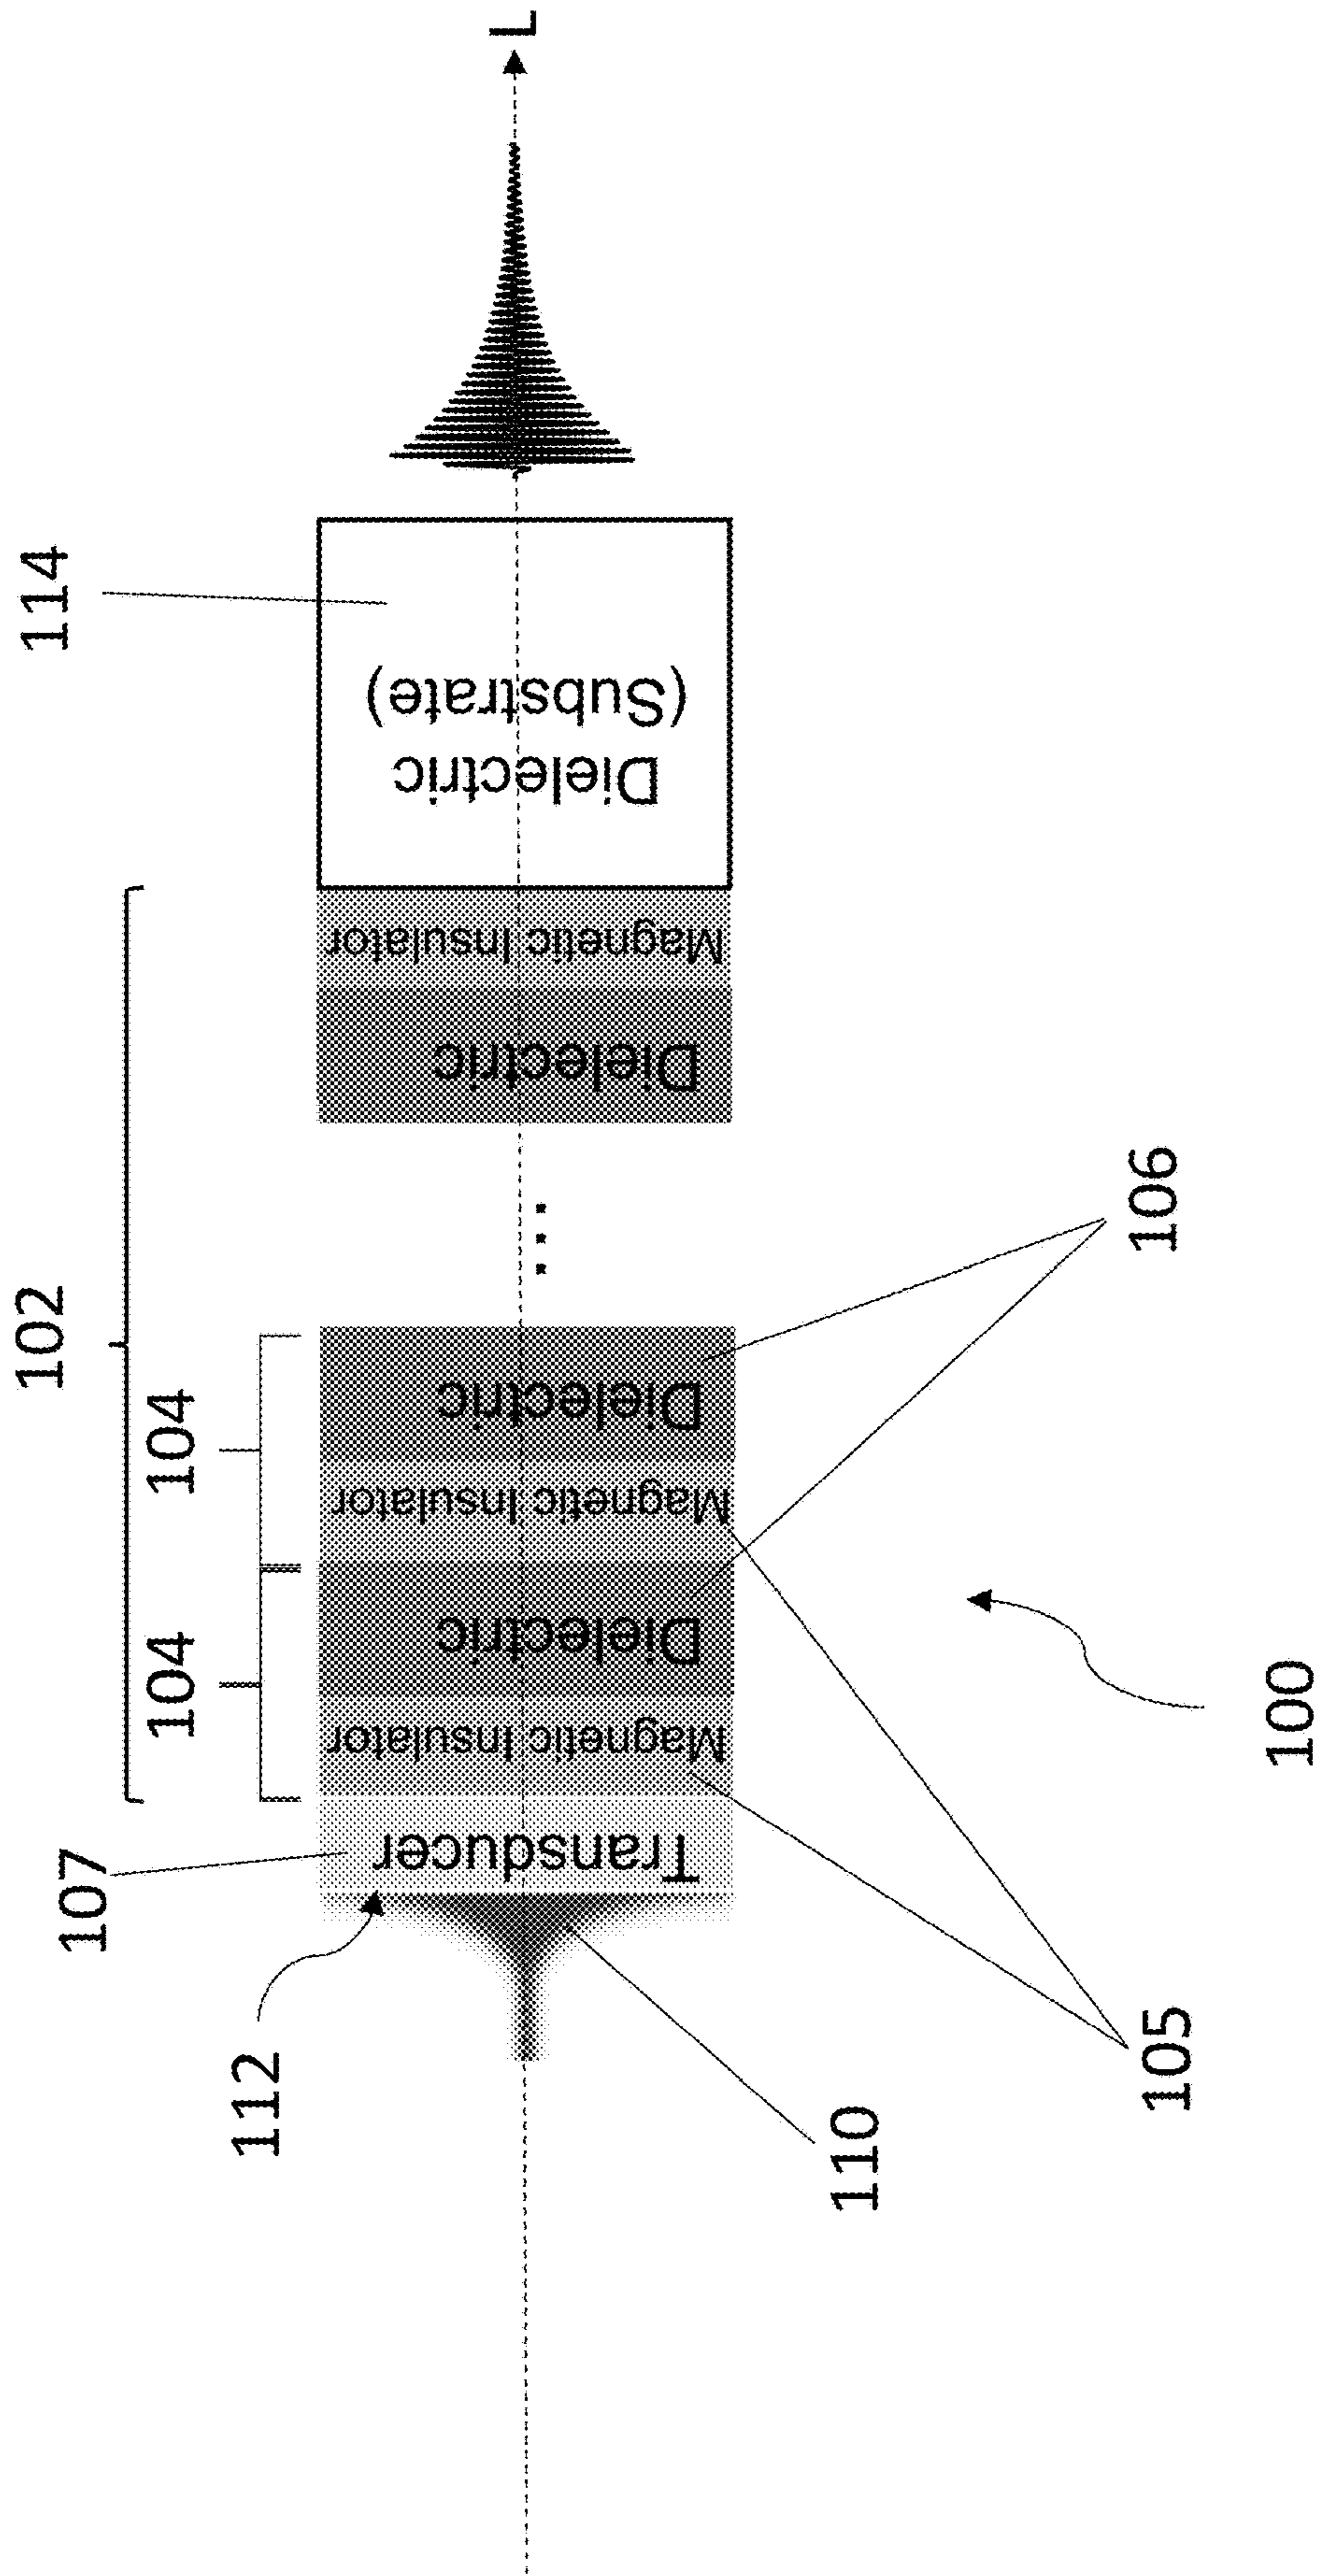 102
104
104
107
112
114
L
Transducer
Magnetic Insulator
Dielectric
Magnetic Insulator
Dielectric
...
Dielectric
Magnetic Insulator
Dielectric
(Substrate)
110
105
106
100